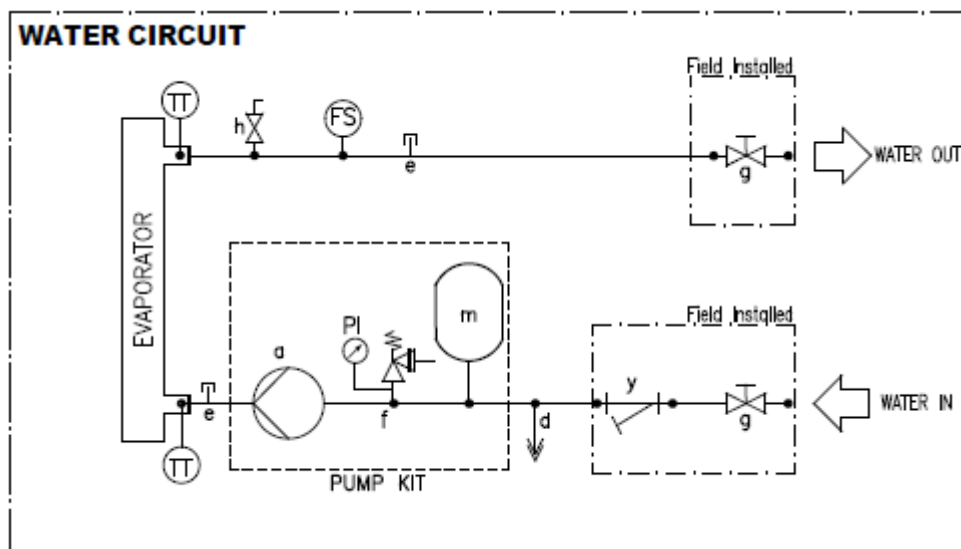 WATER CIRCUIT
Field Installed
TT
h
FS
e
g
WATER OUT
EVAPORATOR
m
Field Installed
PI
a
y
e
f
d
g
WATER IN
TT
PUMP KIT